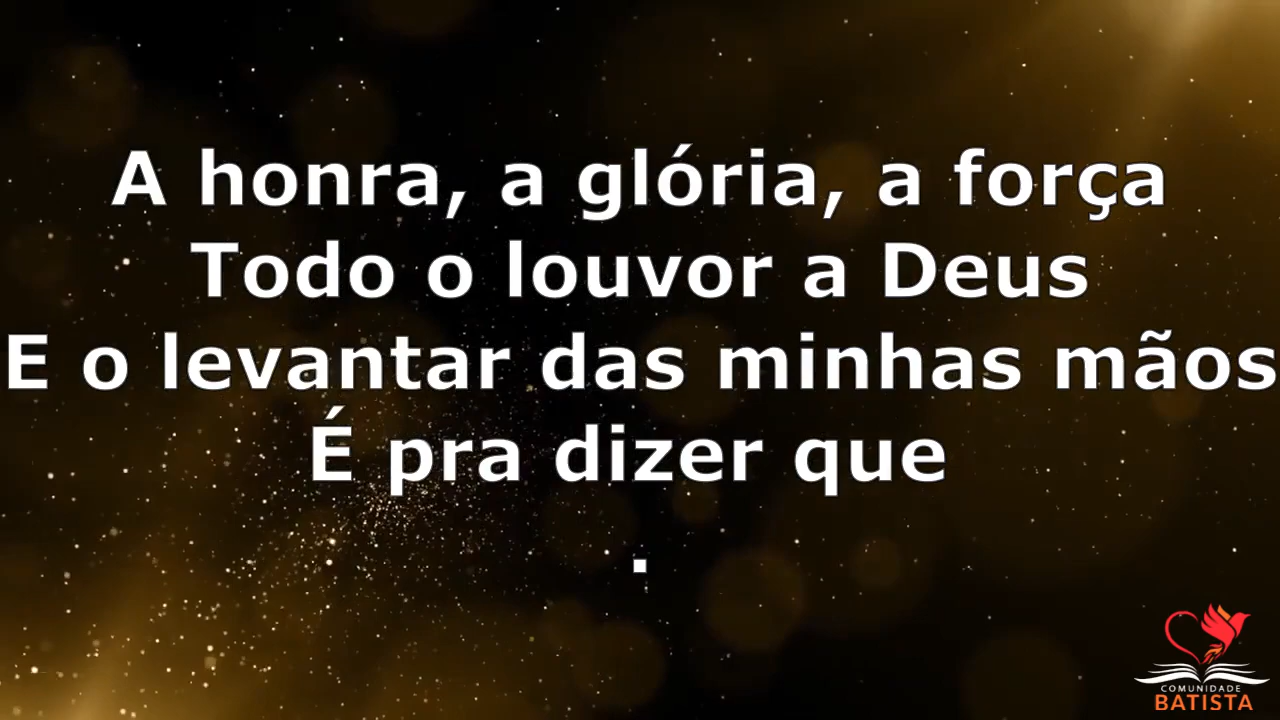 A honra, a glória, a força
Todo o louvor a Deus
E o levantar das minhas mãos
É pra dizer que
.
COMUNIDADE
BATISTA